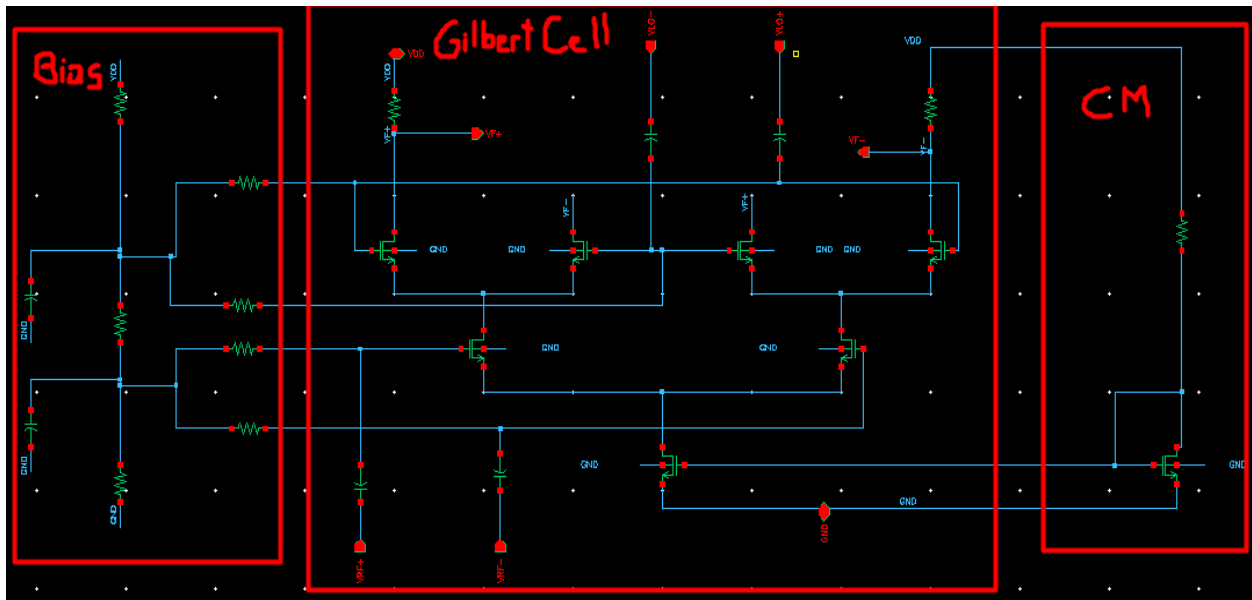 Gilbert Cell
Bias
CM
VDD
VDD
VDD
VLO-
VLO+
VDD
VF+
VF+
VF-
VF-
VF-
VF+
GND
GND
GND
GND
GND
GND
GND
GND
GND
GND
GND
GND
GND
VRF+
VRF-